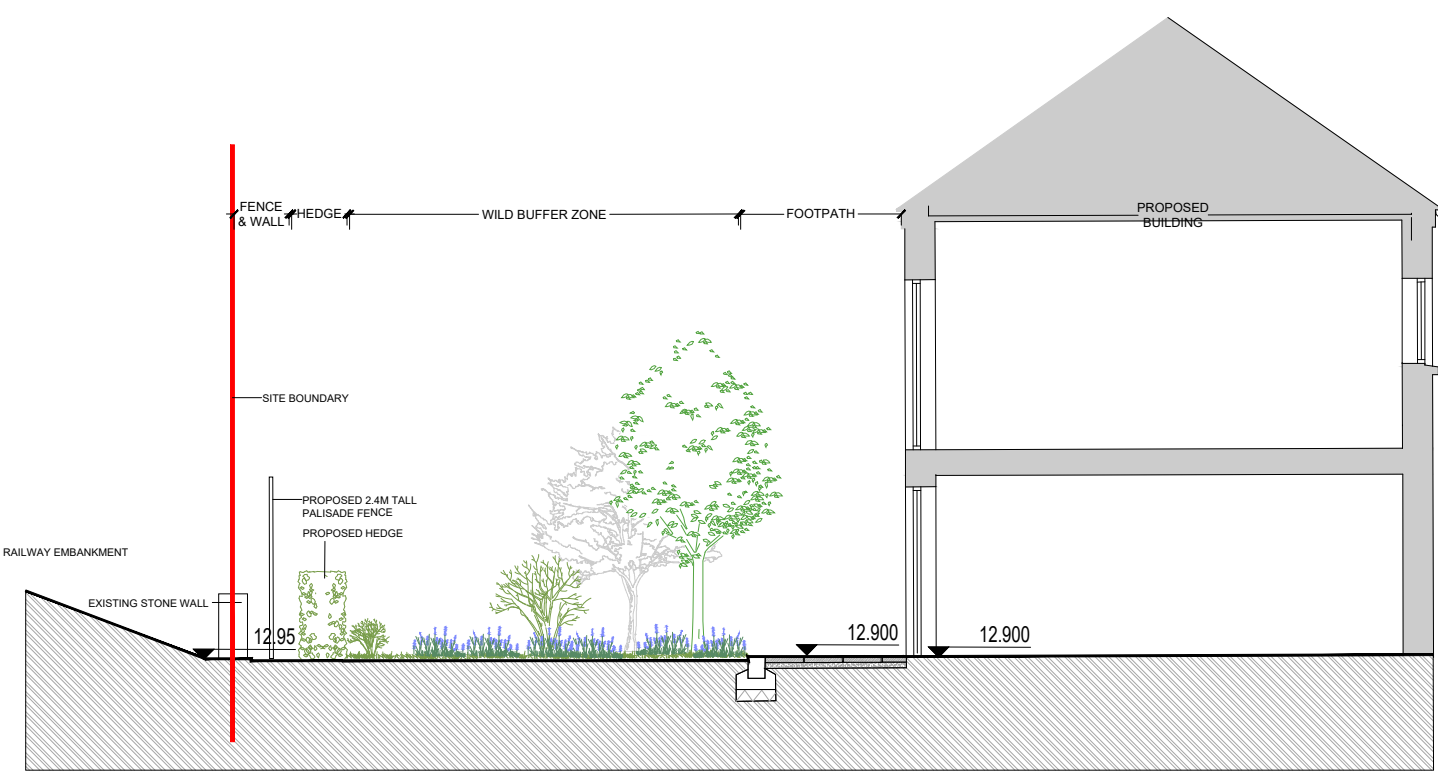 FENCE
& WALL
HEDGE
WILD BUFFER ZONE
FOOTPATH
PROPOSED
BUILDING
SITE BOUNDARY
PROPOSED 2.4M TALL
PALISADE FENCE
PROPOSED HEDGE
RAILWAY EMBANKMENT
EXISTING STONE WALL
12.95
12.900
12.900